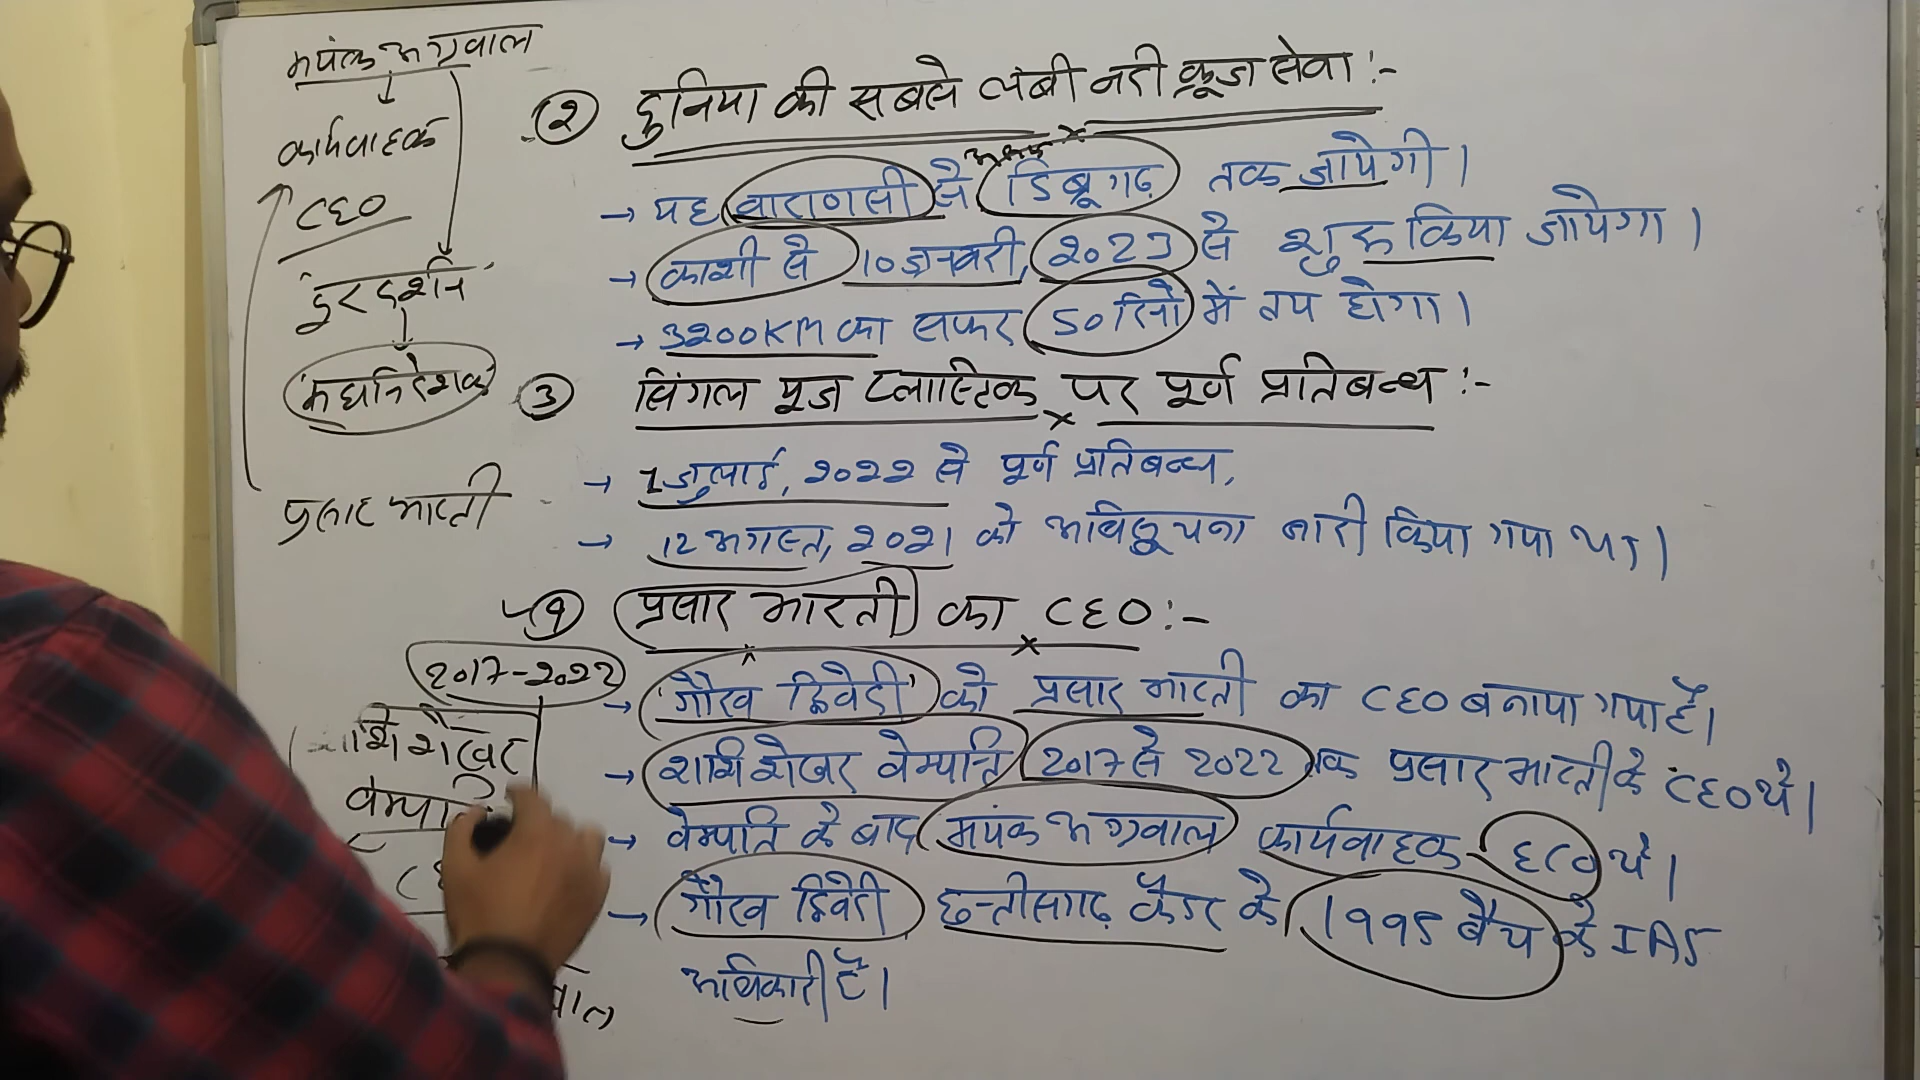 मयंक अग्रवाल
कार्यवाहक
CEO
दूरदर्शन
महानिदेशक
प्रसार भारती
② दुनिया की सबसे लंबी नदी क्रूज सेवा :-
असम
→ यह वाराणसी से डिब्रूगढ़ तक जायेगी।
→ काशी से 10 जनवरी, 2023 से शुरू किया जायेगा।
→ 3200KM का सफर 50 दिनों में तय होगा।
③ सिंगल यूज प्लास्टिक पर पूर्ण प्रतिबन्ध :-
→ 1 जुलाई, 2022 से पूर्ण प्रतिबन्ध,
→ 12 अगस्त, 2021 को अधिसूचना जारी किया गया था।
प्रसार भारती का CEO :-
→ 'गौरव द्विवेदी' को प्रसार भारती का CEO बनाया गया है।
→ शशि शेखर वेम्पति 2017 से 2022 तक प्रसार भारती के CEO थे।
→ वेम्पति के बाद मयंक अग्रवाल कार्यवाहक CEO थे।
→ गौरव द्विवेदी छत्तीसगढ़ कैडर के 1995 बैच के IAS
अधिकारी है।
2017-2022
शशि शेखर